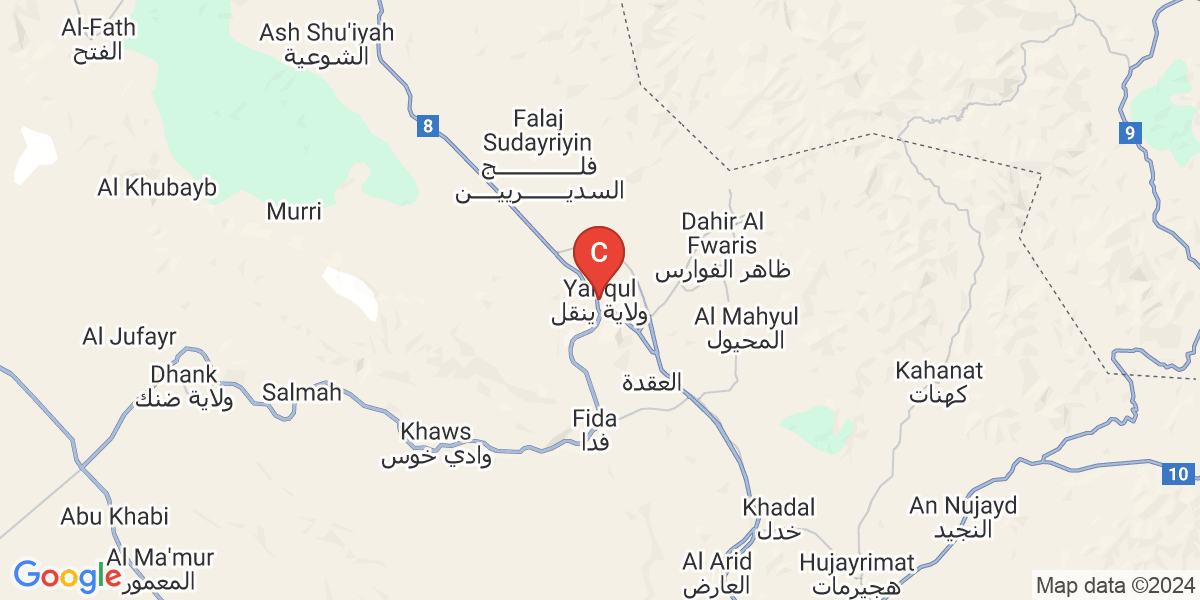 Al-Fath
الفتح
Ash Shu'iyah
الشوعية
8
Falaj
Sudayriyin
فلــــــــــج
السديـــــرييـــن
9
Al Khubayb
Murri
Dahir Al
Fwaris
ظاهر الفوارس
C
Yanqul
ولاية ينقل
Al Mahyul
المحيول
Al Jufayr
Dhank
ولاية ضنك
Salmah
العقدة
Kahanat
كهنات
Khaws
وادي خوس
Fida
فدا
10
Abu Khabi
Al Ma'mur
المعمور
Khadal
خدل
An Nujayd
النجيد
Al Arid
العارض
Hujayrimat
هجيرمات
Google
Map data ©2024